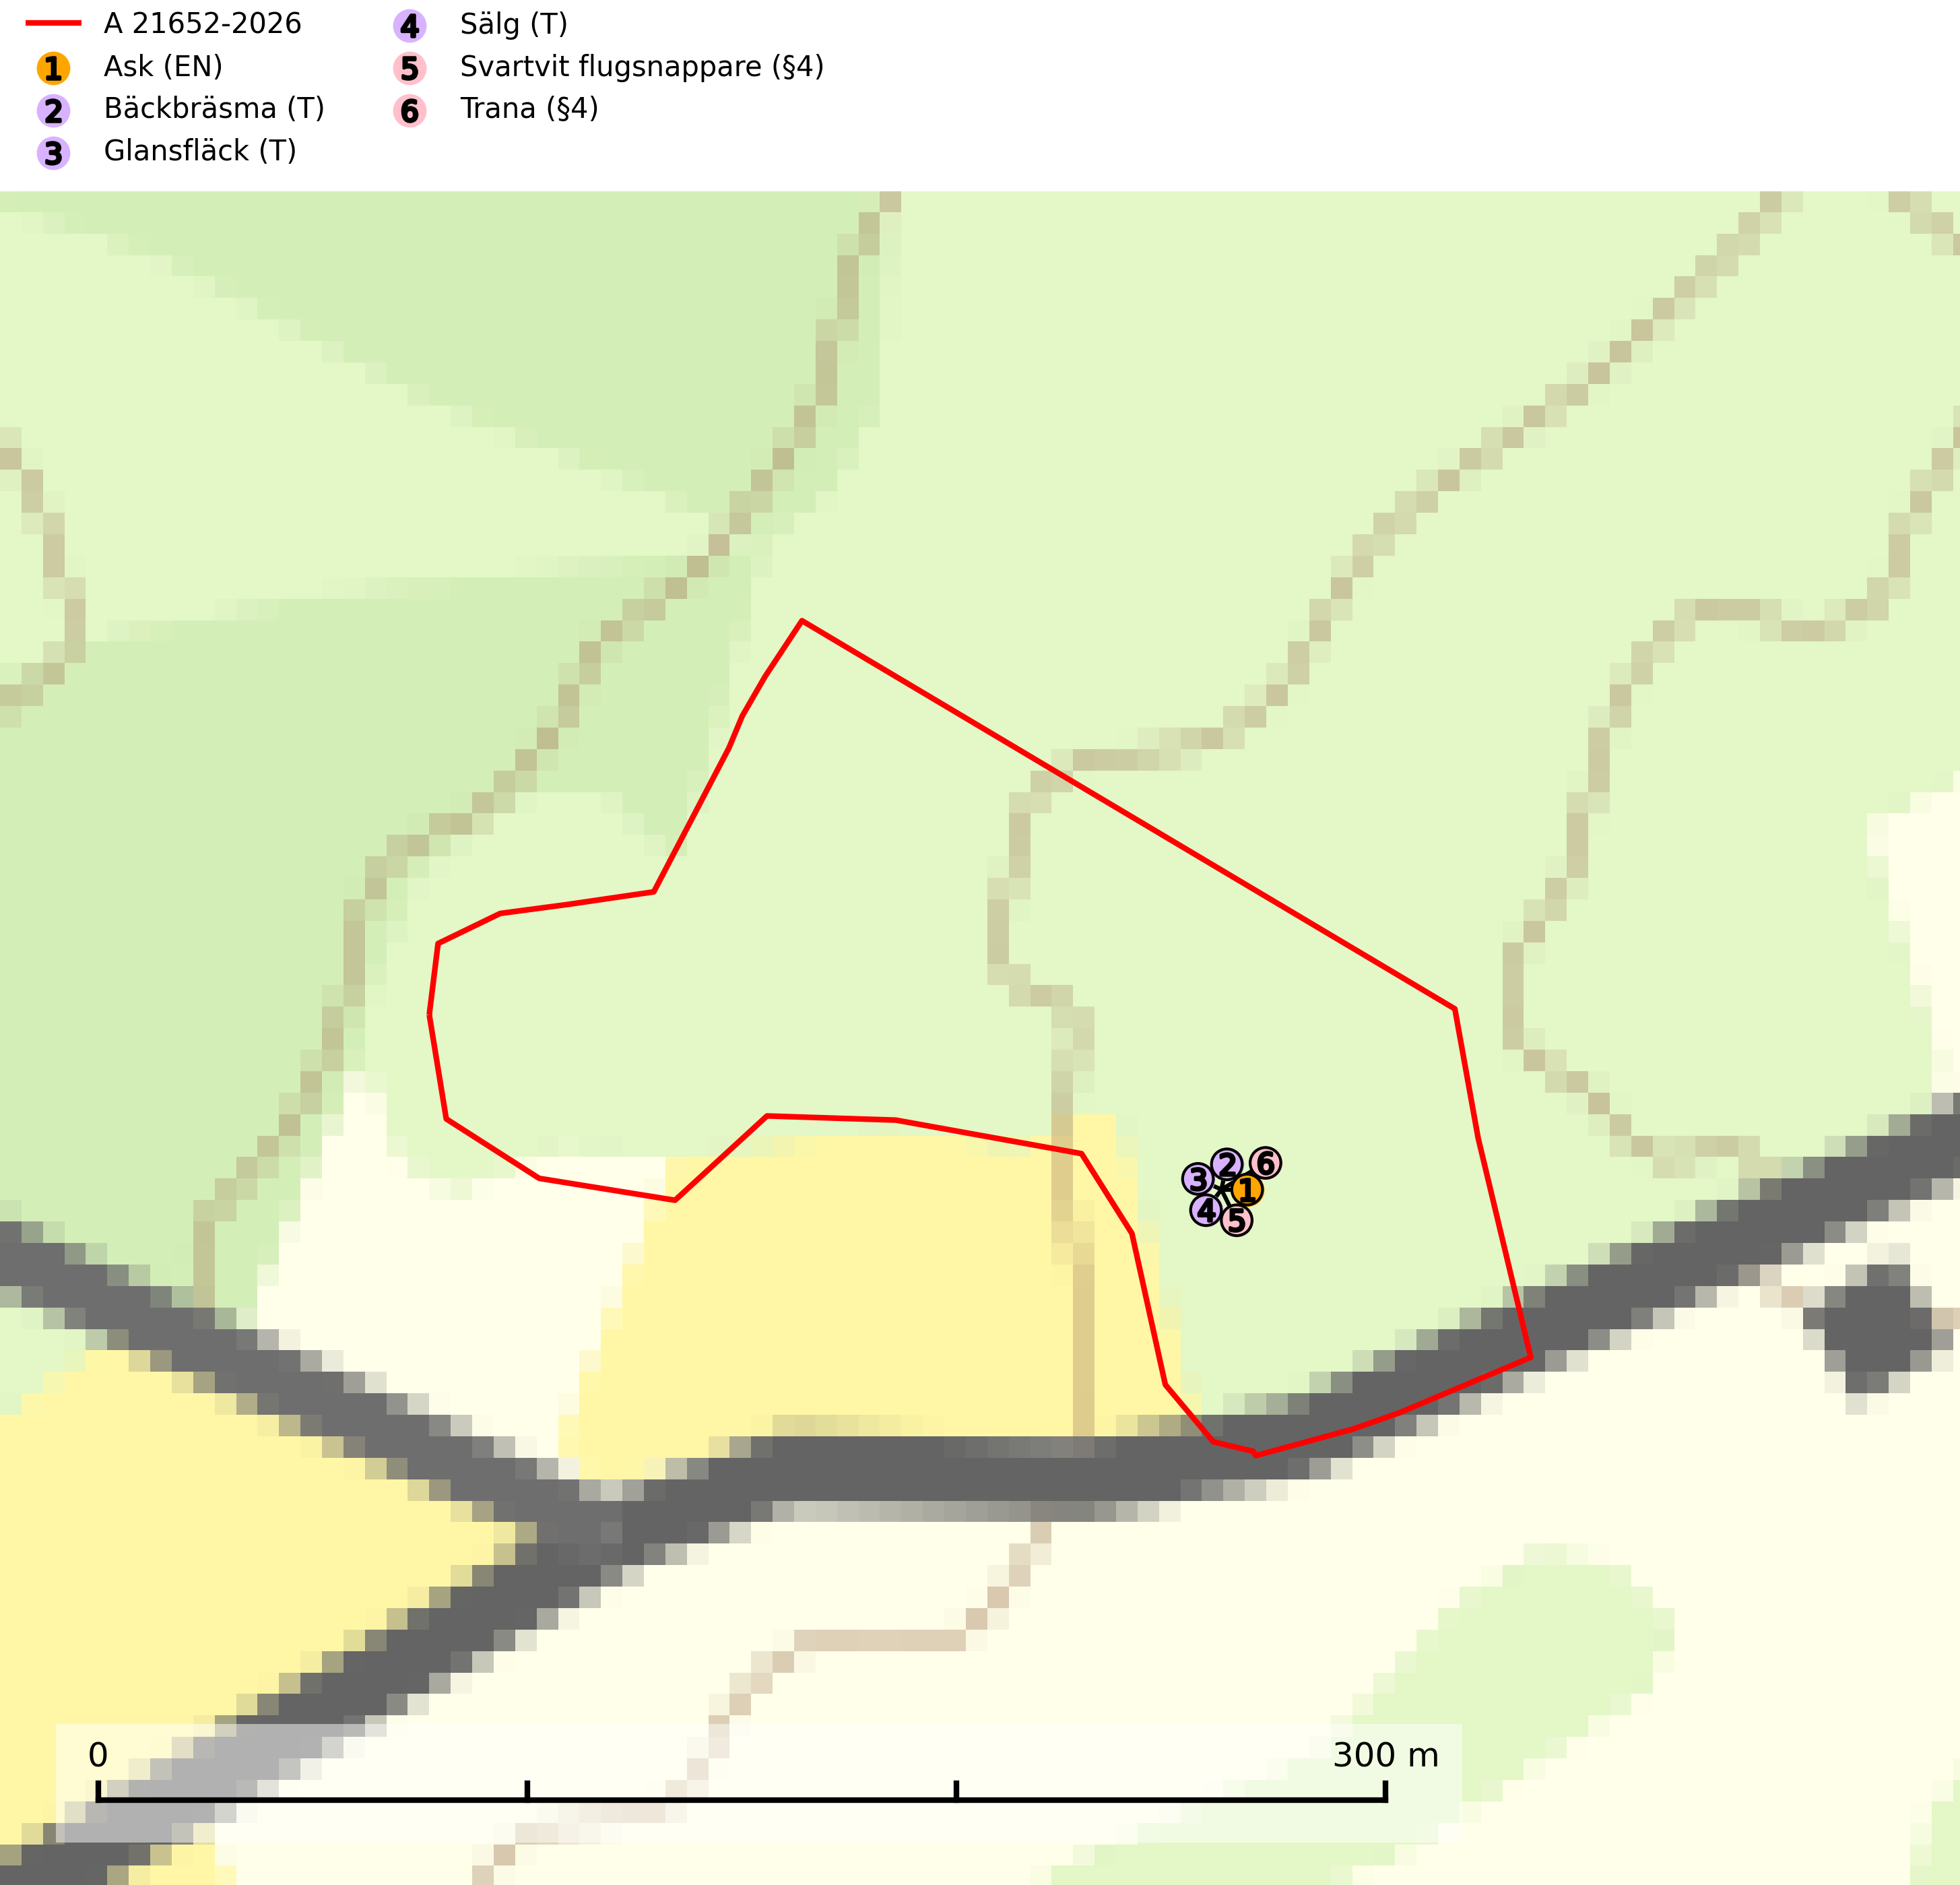 A 21652-2026
1 Ask (EN)
2 Bäckbräsma (T)
3 Glansfläck (T)
4 Sälg (T)
5 Svartvit flugsnappare (§4)
6 Trana (§4)
2 6
3 1
4 5
0 300 m